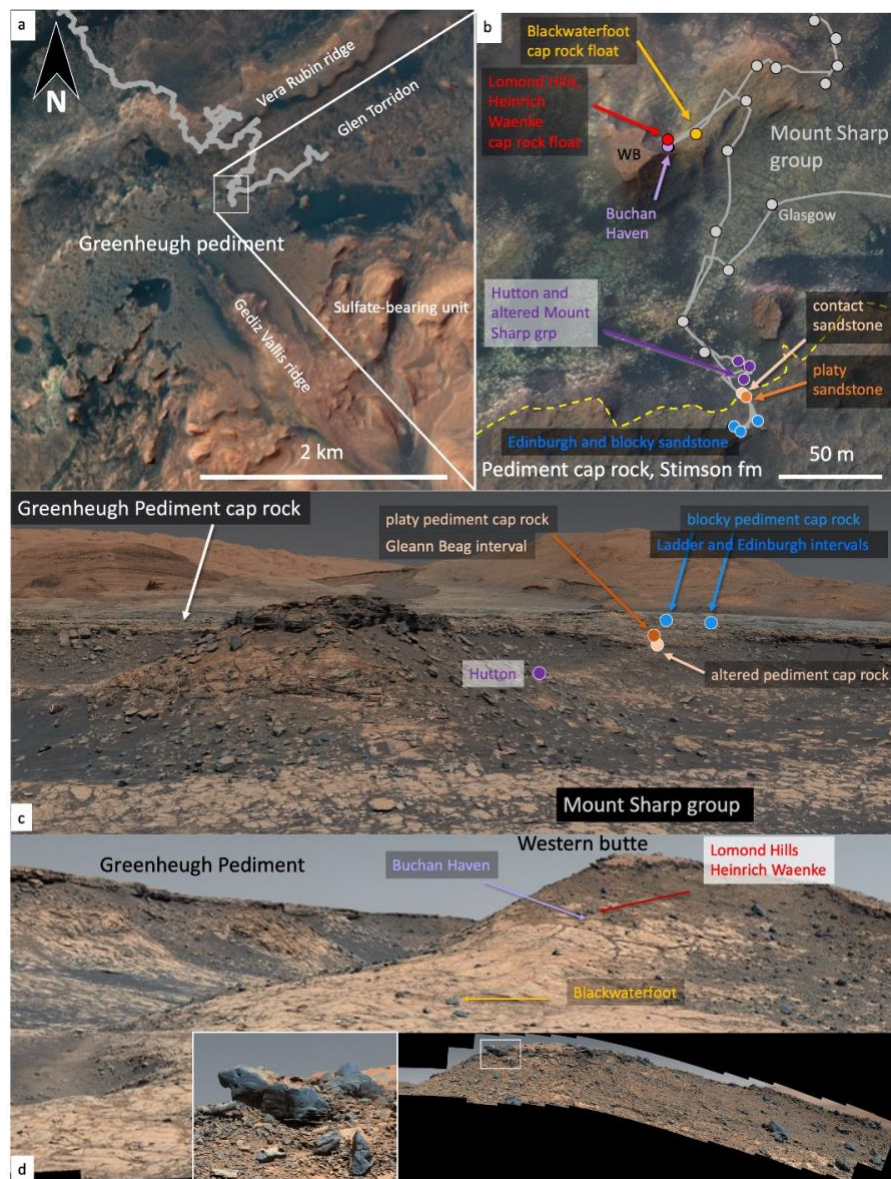 a
N
Vera Rubin ridge
Glen Torridon
Greenheugh pediment
Gediz Vallis ridge
Sulfate-bearing unit
2 km
b
Blackwaterfoot
cap rock float
Lomond Hills,
Heinrich
Waenke
cap rock float
WB
Mount Sharp
group
Buchan
Haven
Glasgow
Hutton and
altered Mount
Sharp grp
contact
sandstone
platy
sandstone
Edinburgh and blocky sandstone
Pediment cap rock, Stimson fm
50 m
Greenheugh Pediment cap rock
platy pediment cap rock
Gleann Beag interval
blocky pediment cap rock
Ladder and Edinburgh intervals
Hutton
altered pediment cap rock
c
Mount Sharp group
Greenheugh Pediment
Western butte
Buchan Haven
Lomond Hills
Heinrich Waenke
Blackwaterfoot
d